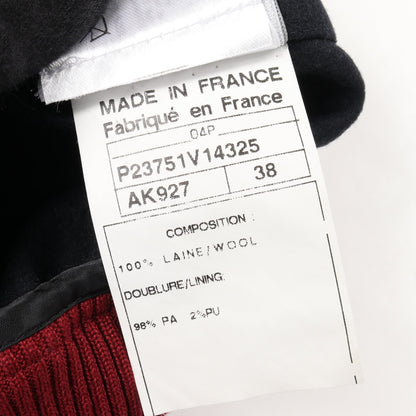 MADE IN FRANCE
Fabriqué en France
04P
P23751V14325
AK927 38
COMPOSITION :
100% LAINE/WOOL
DOUBLURE/LINING:
98% PA 2%PU